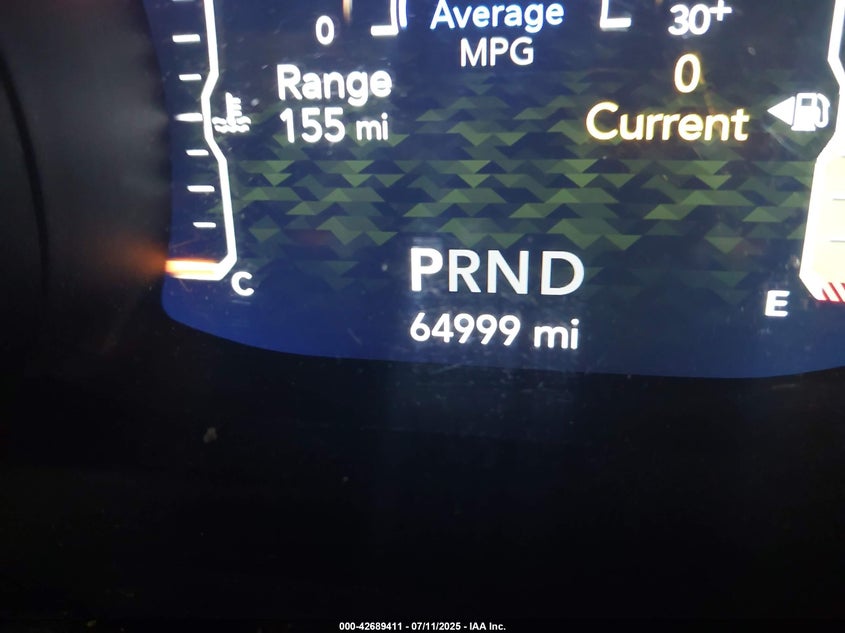 0
Average
30+
MPG
Range
155 mi
0
Current
C
PRND
E
64999 mi
000-42689411 - 07/11/2025 - IAA Inc.